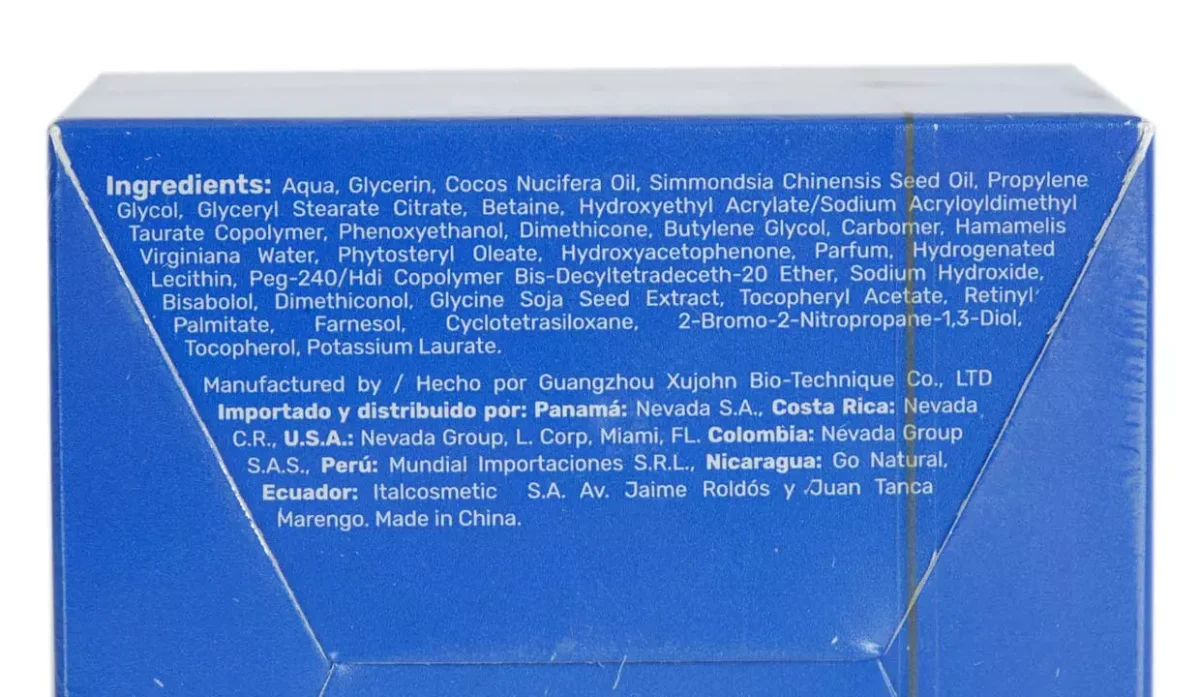 Ingredients: Aqua, Glycerin, Cocos Nucifera Oil, Simmondsia Chinensis Seed Oil, Propylene
Glycol, Glyceryl Stearate Citrate, Betaine, Hydroxyethyl Acrylate/Sodium Acryloyldimethyl
Taurate Copolymer, Phenoxyethanol, Dimethicone, Butylene Glycol, Carbomer, Hamamelis
Virginiana Water, Phytosteryl Oleate, Hydroxyacetophenone, Parfum, Hydrogenated
Lecithin, Peg-240/Hdi Copolymer Bis-Decyltetradeceth-20 Ether, Sodium Hydroxide,
Bisabolol, Dimethiconol, Glycine Soja Seed Extract, Tocopheryl Acetate, Retinyl
Palmitate, Farnesol, Cyclotetrasiloxane, 2-Bromo-2-Nitropropane-1,3-Diol,
Tocopherol, Potassium Laurate.
Manufactured by / Hecho por Guangzhou Xujohn Bio-Technique Co., LTD
Importado y distribuido por: Panamá: Nevada S.A., Costa Rica: Nevada
C.R., U.S.A.: Nevada Group, L. Corp, Miami, FL. Colombia: Nevada Group
S.A.S., Perú: Mundial Importaciones S.R.L., Nicaragua: Go Natural,
Ecuador: Italcosmetic S.A. Av. Jaime Roldós y Juan Tanca
Marengo. Made in China.